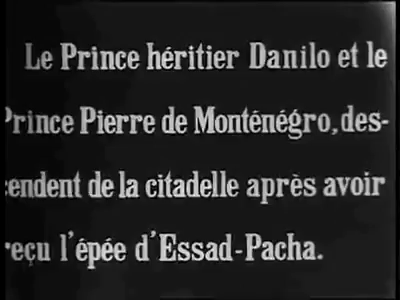 Le Prince héritier Danilo et le
Prince Pierre de Monténégro, des-
cendent de la citadelle après avoir
reçu l'épée d'Essad-Pacha.